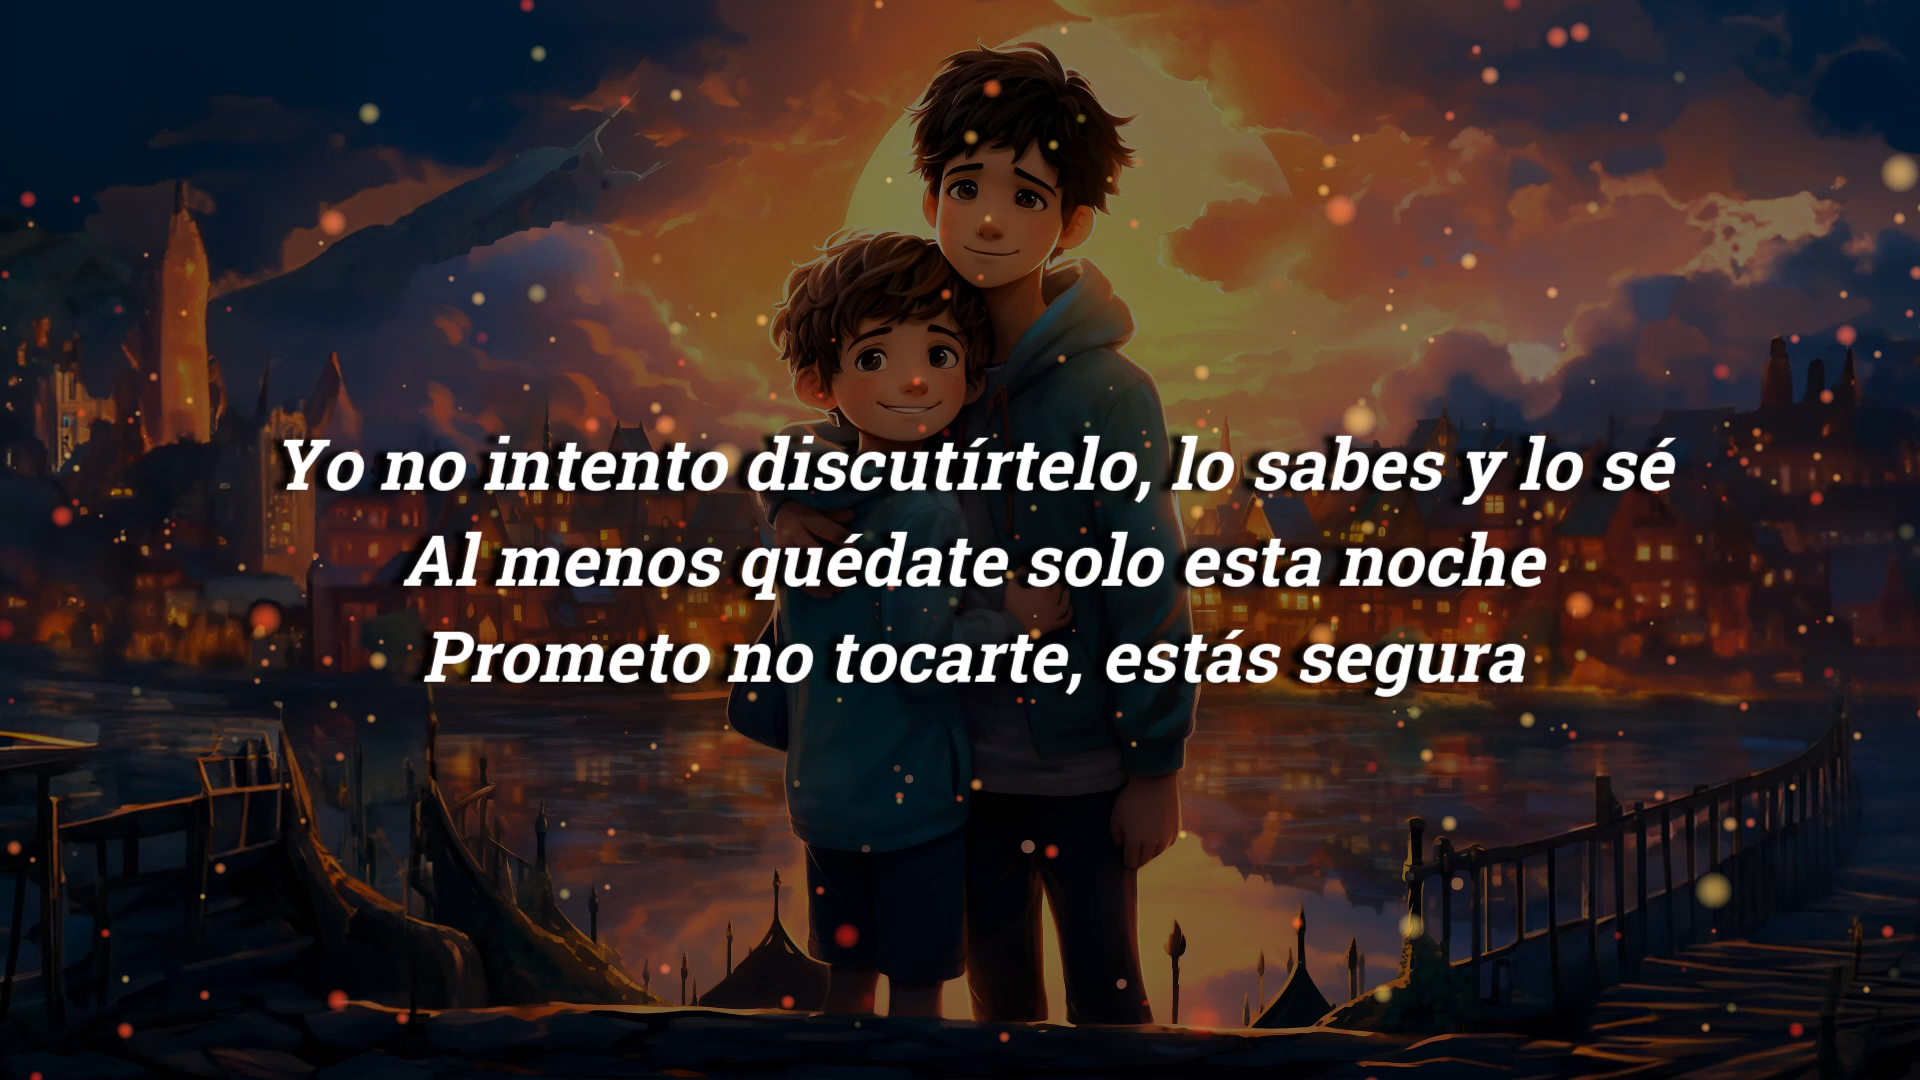 Yo no intento discutírtelo, lo sabes y lo sé
Al menos quédate solo esta noche
Prometo no tocarte, estás segura